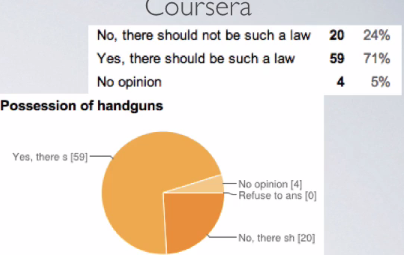 Coursera
No, there should not be such a law 20 24%
Yes, there should be such a law 59 71%
No opinion 4 5%
Possession of handguns
Yes, there s [59]
No opinion [4]
Refuse to ans [0]
No, there sh [20]